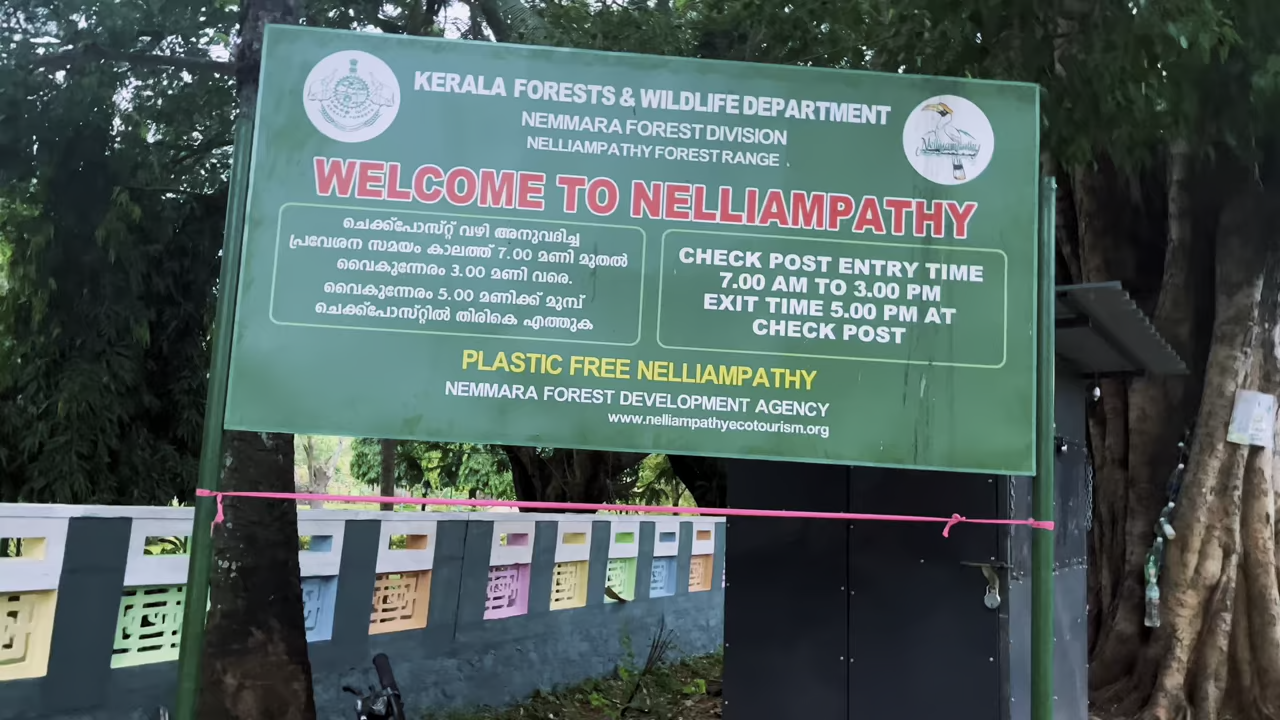 KERALA FORESTS & WILDLIFE DEPARTMENT
NEMMARA FOREST DIVISION
NELLIAMPATHY FOREST RANGE
Nelliyampathy
WELCOME TO NELLIAMPATHY
ചെക്ക്പോസ്റ്റ് വഴി അനുവദിച്ച
പ്രവേശന സമയം കാലത്ത് 7.00 മണി മുതൽ
വൈകുന്നേരം 3.00 മണി വരെ.
വൈകുന്നേരം 5.00 മണിക്ക് മുമ്പ്
ചെക്ക്പോസ്റ്റിൽ തിരികെ എത്തുക
CHECK POST ENTRY TIME
7.00 AM TO 3.00 PM
EXIT TIME 5.00 PM AT
CHECK POST
PLASTIC FREE NELLIAMPATHY
NEMMARA FOREST DEVELOPMENT AGENCY
www.nelliampathyecotourism.org